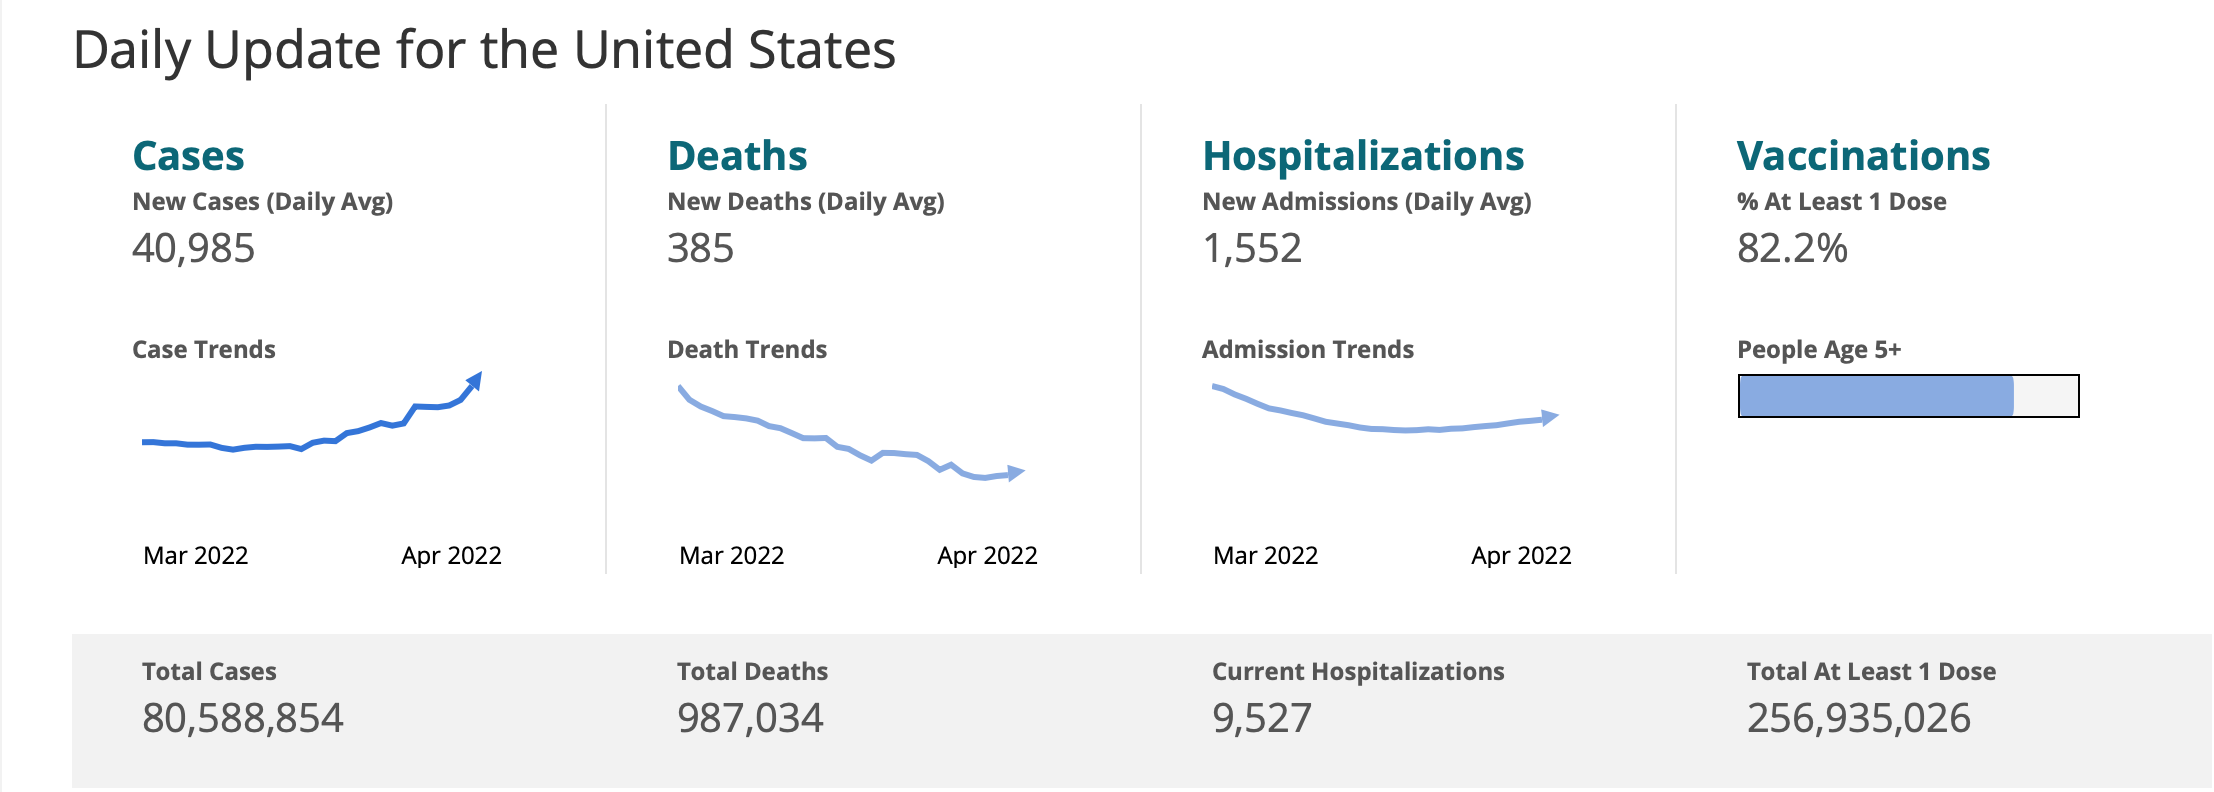 Daily Update for the United States
Cases
New Cases (Daily Avg)
40,985
Case Trends
Mar 2022 Apr 2022
Deaths
New Deaths (Daily Avg)
385
Death Trends
Mar 2022 Apr 2022
Hospitalizations
New Admissions (Daily Avg)
1,552
Admission Trends
Mar 2022 Apr 2022
Vaccinations
% At Least 1 Dose
82.2%
People Age 5+
Total Cases
80,588,854
Total Deaths
987,034
Current Hospitalizations
9,527
Total At Least 1 Dose
256,935,026